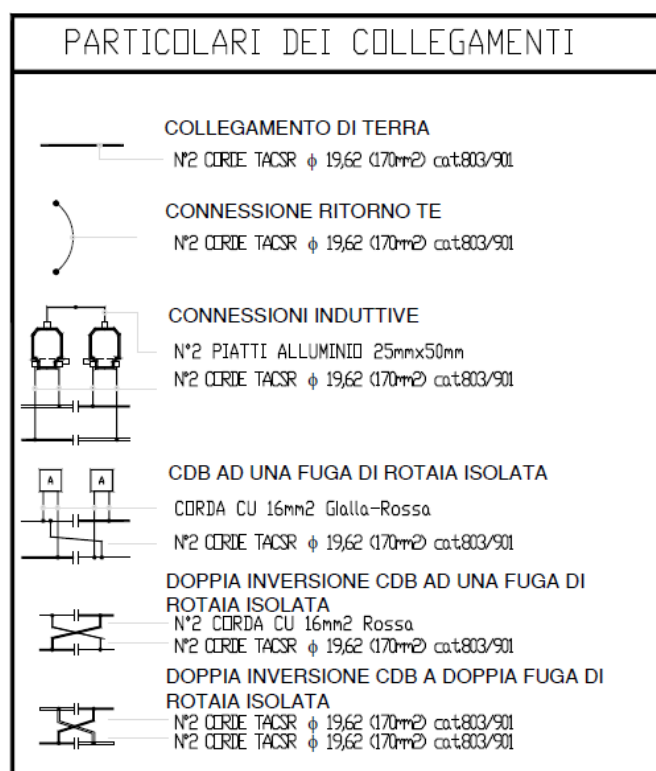 PARTICOLARI DEI COLLEGAMENTI
COLLEGAMENTO DI TERRA
N°2 CORDE TACSR ϕ 19,62 (170mm2) cat.803/901
CONNESSIONE RITORNO TE
N°2 CORDE TACSR ϕ 19,62 (170mm2) cat.803/901
CONNESSIONI INDUTTIVE
N°2 PIATTI ALLUMINIO 25mmx50mm
N°2 CORDE TACSR ϕ 19,62 (170mm2) cat.803/901
A A
CDB AD UNA FUGA DI ROTAIA ISOLATA
CORDA CU 16mm2 GIalla-Rossa
N°2 CORDE TACSR ϕ 19,62 (170mm2) cat.803/901
DOPPIA INVERSIONE CDB AD UNA FUGA DI
ROTAIA ISOLATA
N°2 CORDA CU 16mm2 Rossa
N°2 CORDE TACSR ϕ 19,62 (170mm2) cat.803/901
DOPPIA INVERSIONE CDB A DOPPIA FUGA DI
ROTAIA ISOLATA
N°2 CORDE TACSR ϕ 19,62 (170mm2) cat.803/901
N°2 CORDE TACSR ϕ 19,62 (170mm2) cat.803/901